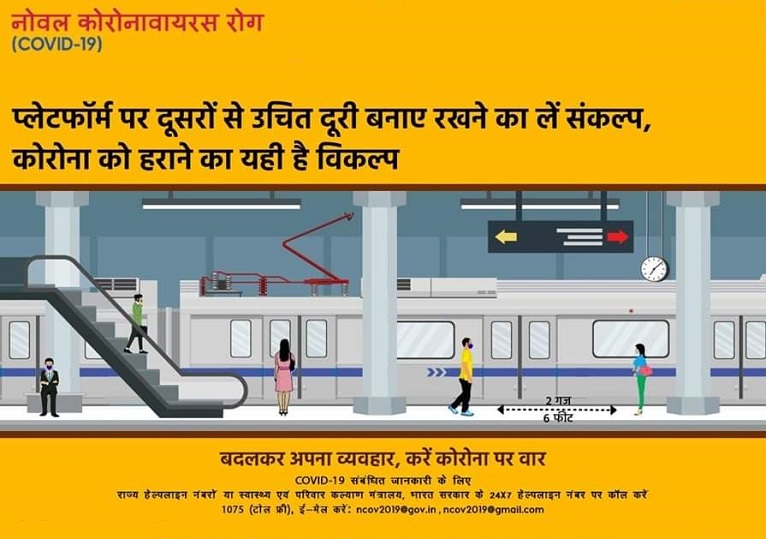 नोवल कोरोनावायरस रोग
(COVID-19)
प्लेटफॉर्म पर दूसरों से उचित दूरी बनाए रखने का लें संकल्प,
कोरोना को हराने का यही है विकल्प
2 गज
6 फीट
बदलकर अपना व्यवहार, करें कोरोना पर वार
COVID-19 संबंधित जानकारी के लिए
राज्य हेल्पलाइन नंबरों या स्वास्थ्य एवं परिवार कल्याण मंत्रालय, भारत सरकार के 24X7 हेल्पलाइन नंबर पर कॉल करें
1075 (टोल फ्री), ई-मेल करें: ncov2019@gov.in, ncov2019@gmail.com